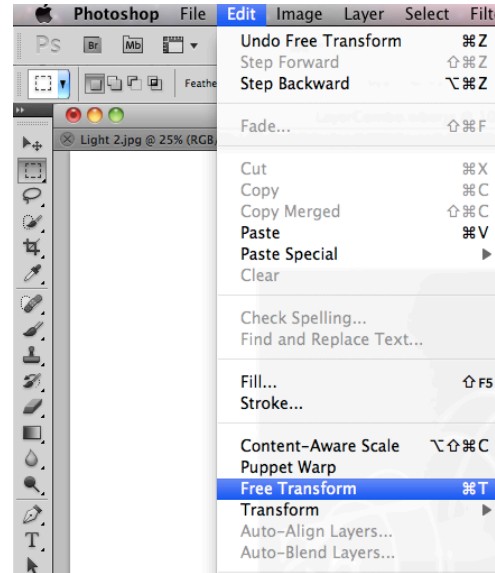 Photoshop File Edit Image Layer Select Filt
Ps Br Mb
Undo Free Transform ⌘Z
Step Forward ⇧⌘Z
Step Backward ⌥⌘Z
Feathe
Light 2.jpg @ 25% (RGB/
Fade... ⇧⌘F
Cut ⌘X
Copy ⌘C
Copy Merged ⇧⌘C
Paste ⌘V
Paste Special
Clear
Check Spelling...
Find and Replace Text...
Fill... ⇧F5
Stroke...
Content-Aware Scale ⌥⇧⌘C
Puppet Warp
Free Transform ⌘T
Transform
Auto-Align Layers...
Auto-Blend Layers...
T